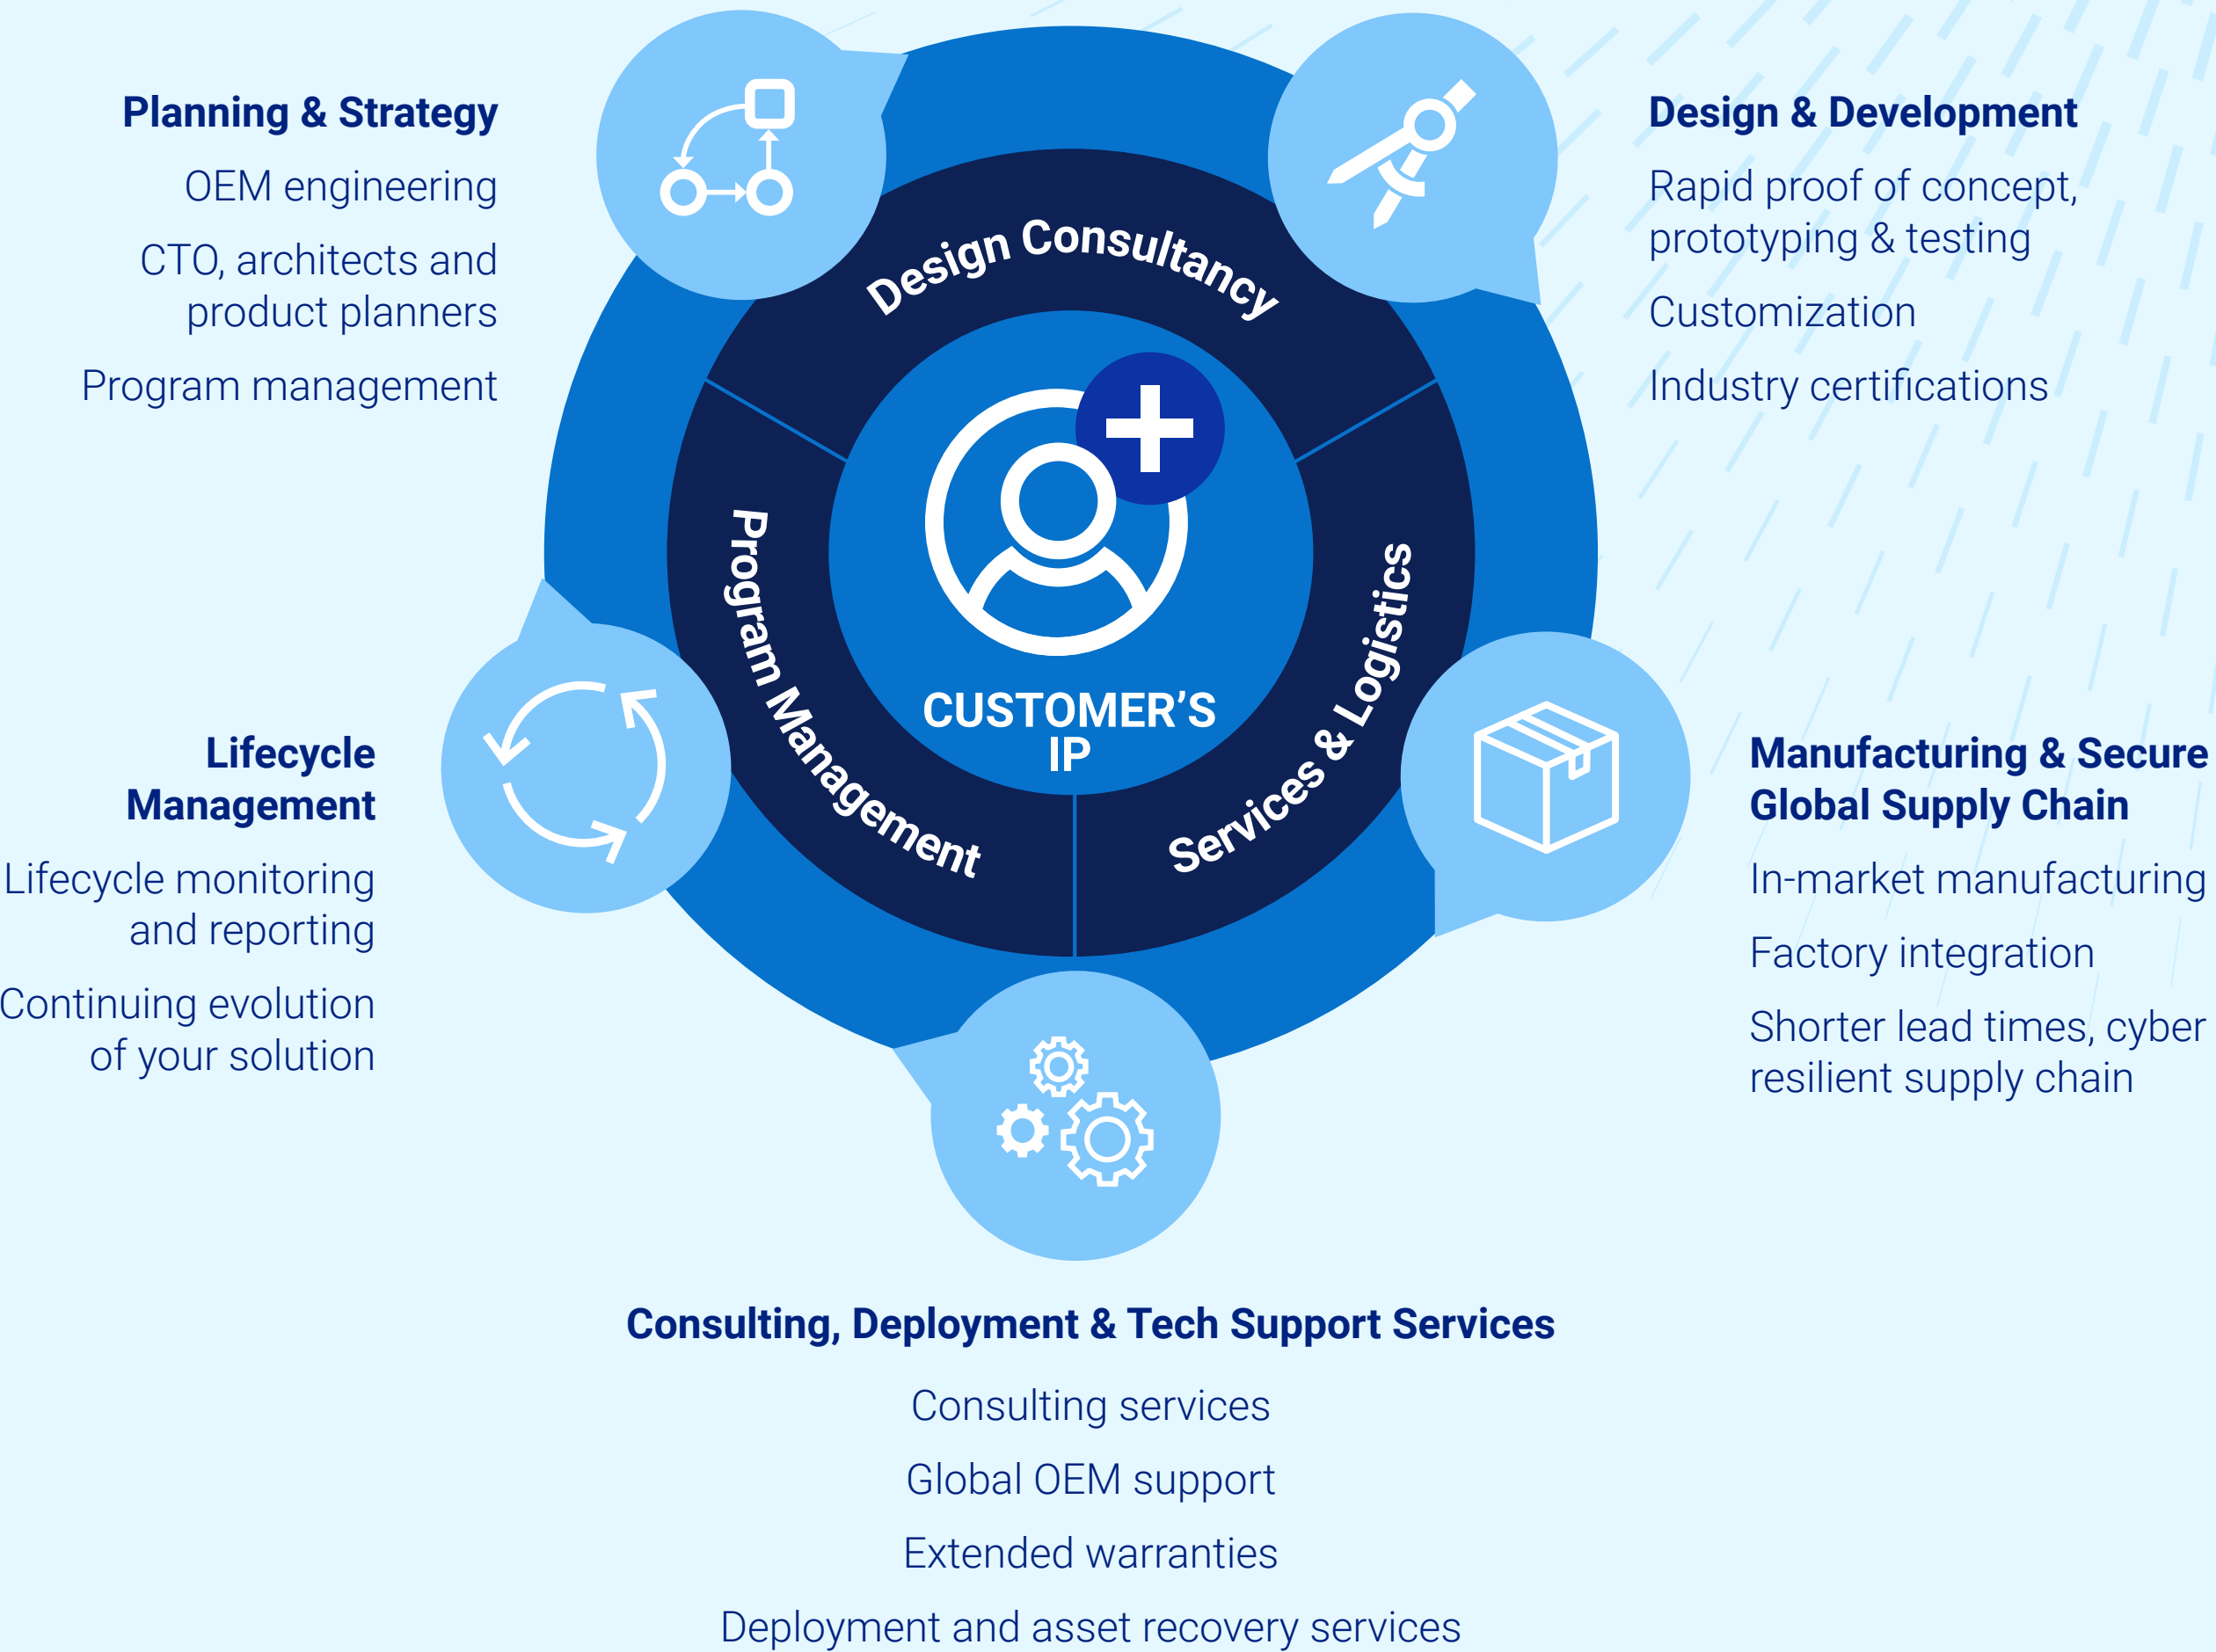 Planning & Strategy
OEM engineering
CTO, architects and
product planners
Program management
Design & Development
Rapid proof of concept,
prototyping & testing
Customization
Industry certifications
Design Consultancy
Program Management
Services & Logistics
CUSTOMER’S
IP
Lifecycle
Management
Lifecycle monitoring
and reporting
Continuing evolution
of your solution
Manufacturing & Secure
Global Supply Chain
In-market manufacturing
Factory integration
Shorter lead times, cyber
resilient supply chain
Consulting, Deployment & Tech Support Services
Consulting services
Global OEM support
Extended warranties
Deployment and asset recovery services